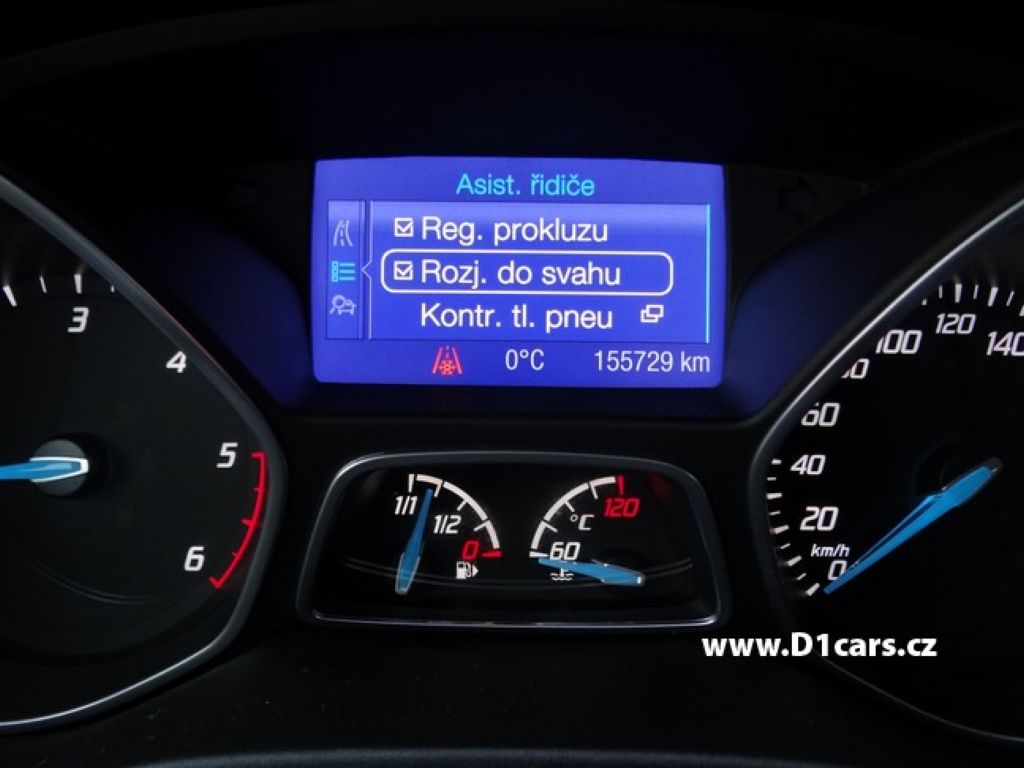 Asist. řidiče
Reg. prokluzu
Rozj. do svahu
Kontr. tl. pneu
0°C 155729 km
3
4
5
6
1/1
1/2
0
°C
120
60
140
120
100
60
40
20
km/h
0
www.D1cars.cz